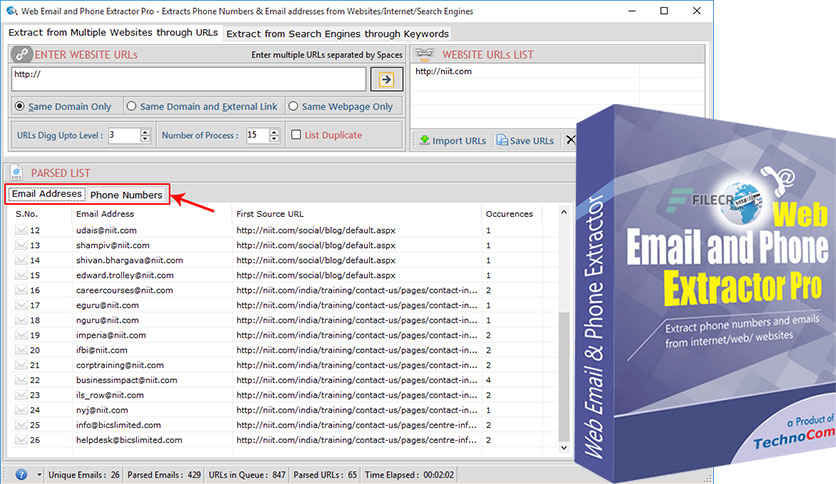 Web Email and Phone Extractor Pro - Extracts Phone Numbers & Email addresses from Websites/Internet/Search Engines
Extract from Multiple Websites through URLs
Extract from Search Engines through Keywords
ENTER WEBSITE URLs
Enter multiple URLs separated by Spaces
http://
Same Domain Only
Same Domain and External Link
Same Webpage Only
URLs Digg Upto Level : 3
Number of Process : 15
List Duplicate
WEBSITE URLs LIST
http://niit.com
Import URLs
Save URLs
PARSED LIST
Email Addreses
Phone Numbers
S.No. Email Address First Source URL Occurences
12 udais@niit.com http://niit.com/social/blog/default.aspx 1
13 shampiv@niit.com http://niit.com/social/blog/default.aspx 1
14 shivan.bhargava@niit.com http://niit.com/social/blog/default.aspx 1
15 edward.trolley@niit.com http://niit.com/social/blog/default.aspx 1
16 careercourses@niit.com http://niit.com/india/training/contact-us/pages/contact-in... 2
17 eguru@niit.com http://niit.com/india/training/contact-us/pages/contact-in... 1
18 nguru@niit.com http://niit.com/india/training/contact-us/pages/contact-in... 1
19 imperia@niit.com http://niit.com/india/training/contact-us/pages/contact-in... 2
20 ifbi@niit.com http://niit.com/india/training/contact-us/pages/contact-in... 2
21 corptraining@niit.com http://niit.com/india/training/contact-us/pages/contact-in... 2
22 businessimpact@niit.com http://niit.com/india/training/contact-us/pages/contact-in... 4
23 ils_row@niit.com http://niit.com/india/training/contact-us/pages/contact-in... 2
24 nyj@niit.com http://niit.com/india/training/contact-us/pages/contact-in... 1
25 info@bicslimited.com http://niit.com/india/training/contact-us/pages/centre-inf... 2
26 helpdesk@bicslimited.com http://niit.com/india/training/contact-us/pages/centre-inf... 2
Unique Emails : 26 Parsed Emails : 429 URLs in Queue : 847 Parsed URLs : 65 Time Elapsed : 00:02:02
Web Email & Phone Extractor
FILECR
Web
Email and Phone
Extractor Pro
Extract phone numbers and emails
from internet/web/ websites
a Product of
TechnoCom